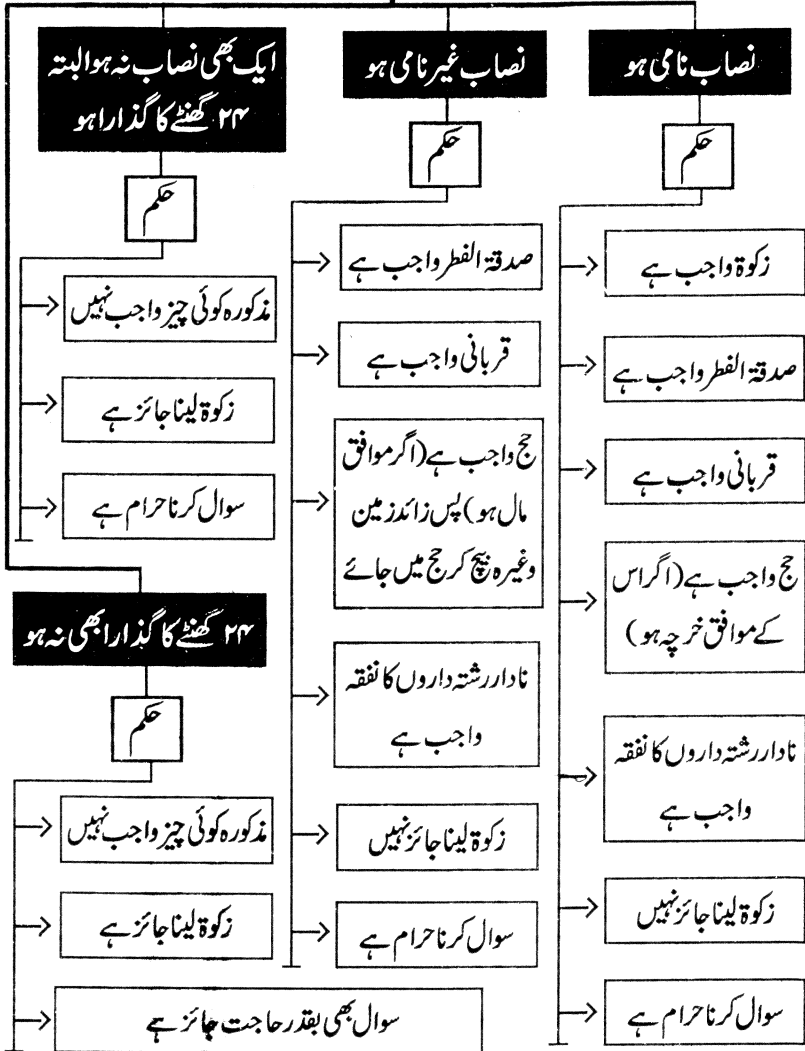 نصاب نامی ہو
حکم
زکوٰۃ واجب ہے
صدقۃ الفطر واجب ہے
قربانی واجب ہے
حج واجب ہے (اگر اس
کے موافق خرچہ ہو)
نادار رشتہ داروں کا نفقہ
واجب ہے
زکوٰۃ لینا جائز نہیں
سوال کرنا حرام ہے
نصاب غیر نامی ہو
حکم
صدقۃ الفطر واجب ہے
قربانی واجب ہے
حج واجب ہے (اگر موافق
مال ہو) پس زائد زمین
وغیرہ بیچ کر حج میں جائے
نادار رشتہ داروں کا نفقہ
واجب ہے
زکوٰۃ لینا جائز نہیں
سوال کرنا حرام ہے
ایک بھی نصاب نہ ہو البتہ
۲۴ گھنٹے کا گذارا ہو
حکم
مذکورہ کوئی چیز واجب نہیں
زکوٰۃ لینا جائز ہے
سوال کرنا حرام ہے
۲۴ گھنٹے کا گذارا بھی نہ ہو
حکم
مذکورہ کوئی چیز واجب نہیں
زکوٰۃ لینا جائز ہے
سوال بھی بقدر حاجت جائز ہے